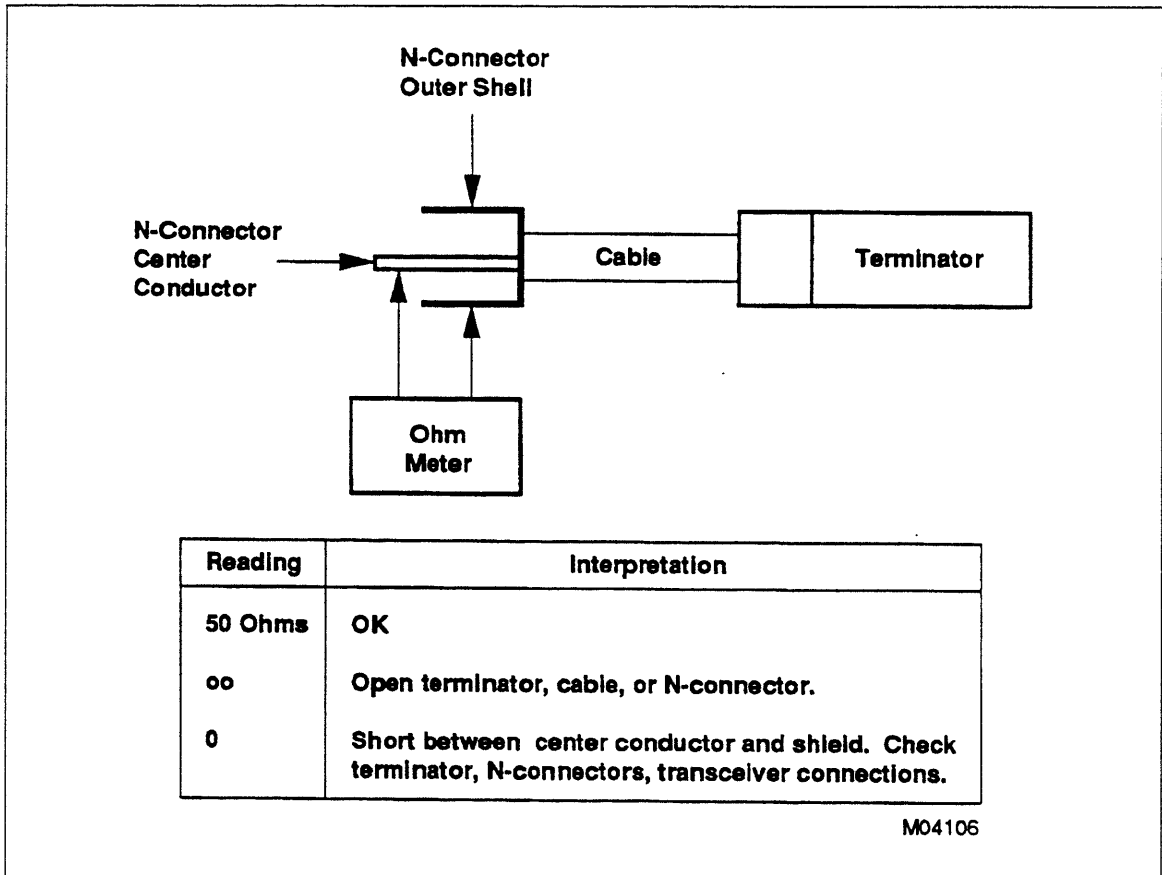 N-Connector
Outer Shell
N-Connector
Center
Conductor
Cable
Terminator
Ohm
Meter
Reading Interpretation
50 Ohms OK
oo Open terminator, cable, or N-connector.
0 Short between center conductor and shield. Check
terminator, N-connectors, transceiver connections.
M04106